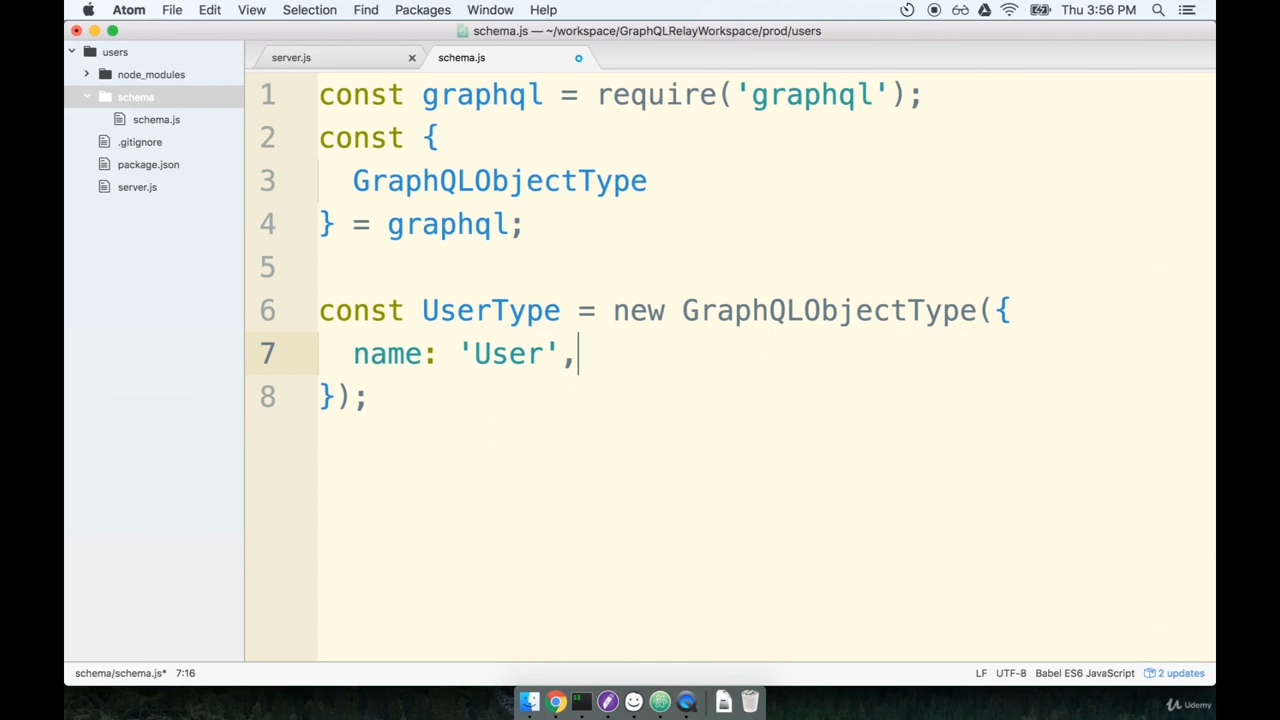 Atom File Edit View Selection Find Packages Window Help Thu 3:56 PM
schema.js — ~/workspace/GraphQLRelayWorkspace/prod/users
users
node_modules
schema
schema.js
.gitignore
package.json
server.js
server.js schema.js
1 const graphql = require('graphql');
2 const {
3 GraphQLObjectType
4 } = graphql;
5
6 const UserType = new GraphQLObjectType({
7 name: 'User',
8 });
schema/schema.js* 7:16 LF UTF-8 Babel ES6 JavaScript 2 updates
Udemy